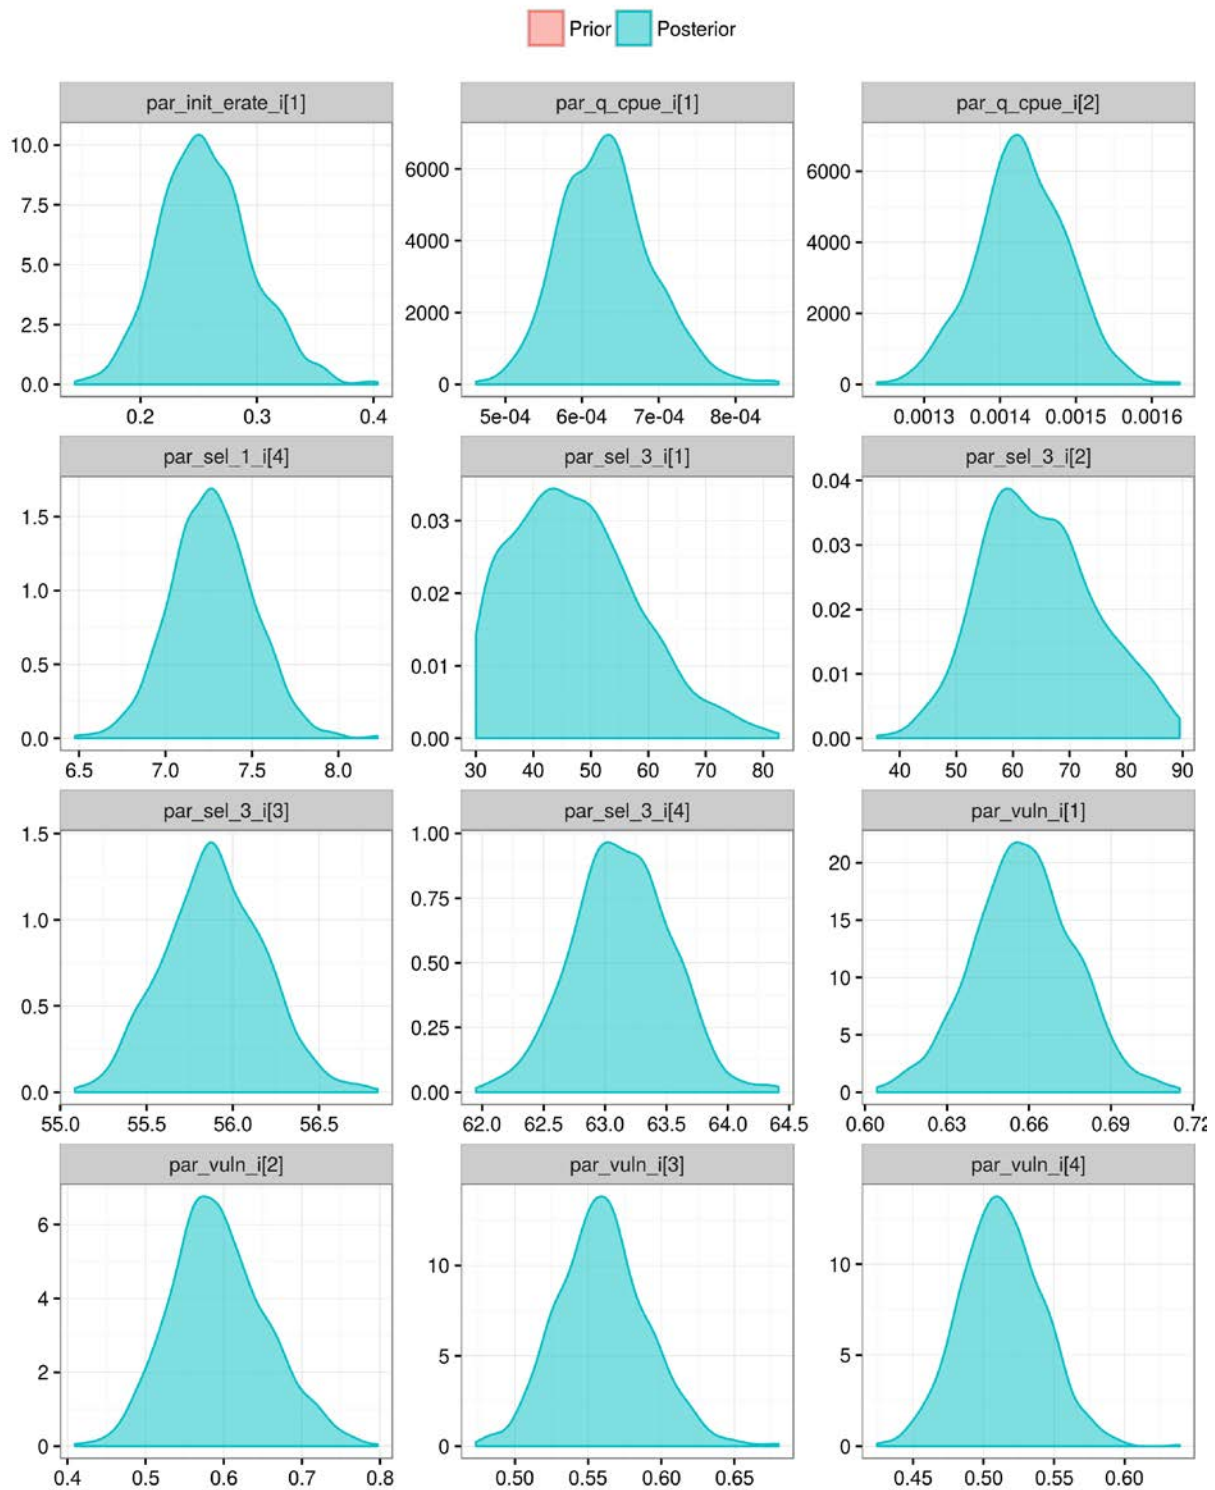 Prior Posterior
par_init_erate_i[1] par_q_cpue_i[1] par_q_cpue_i[2]
10.0
7.5
5.0
2.5
0.0
0.2 0.3 0.4
6000
4000
2000
0
5e-04 6e-04 7e-04 8e-04
6000
4000
2000
0
0.0013 0.0014 0.0015 0.0016
par_sel_1_i[4] par_sel_3_i[1] par_sel_3_i[2]
1.5
1.0
0.5
0.0
6.5 7.0 7.5 8.0
0.03
0.02
0.01
0.00
30 40 50 60 70 80
0.04
0.03
0.02
0.01
0.00
40 50 60 70 80 90
par_sel_3_i[3] par_sel_3_i[4] par_vuln_i[1]
1.5
1.0
0.5
0.0
55.0 55.5 56.0 56.5
1.00
0.75
0.50
0.25
0.00
62.0 62.5 63.0 63.5 64.0 64.5
20
15
10
5
0
0.60 0.63 0.66 0.69 0.72
par_vuln_i[2] par_vuln_i[3] par_vuln_i[4]
6
4
2
0
0.4 0.5 0.6 0.7 0.8
10
5
0
0.50 0.55 0.60 0.65
10
5
0
0.45 0.50 0.55 0.60